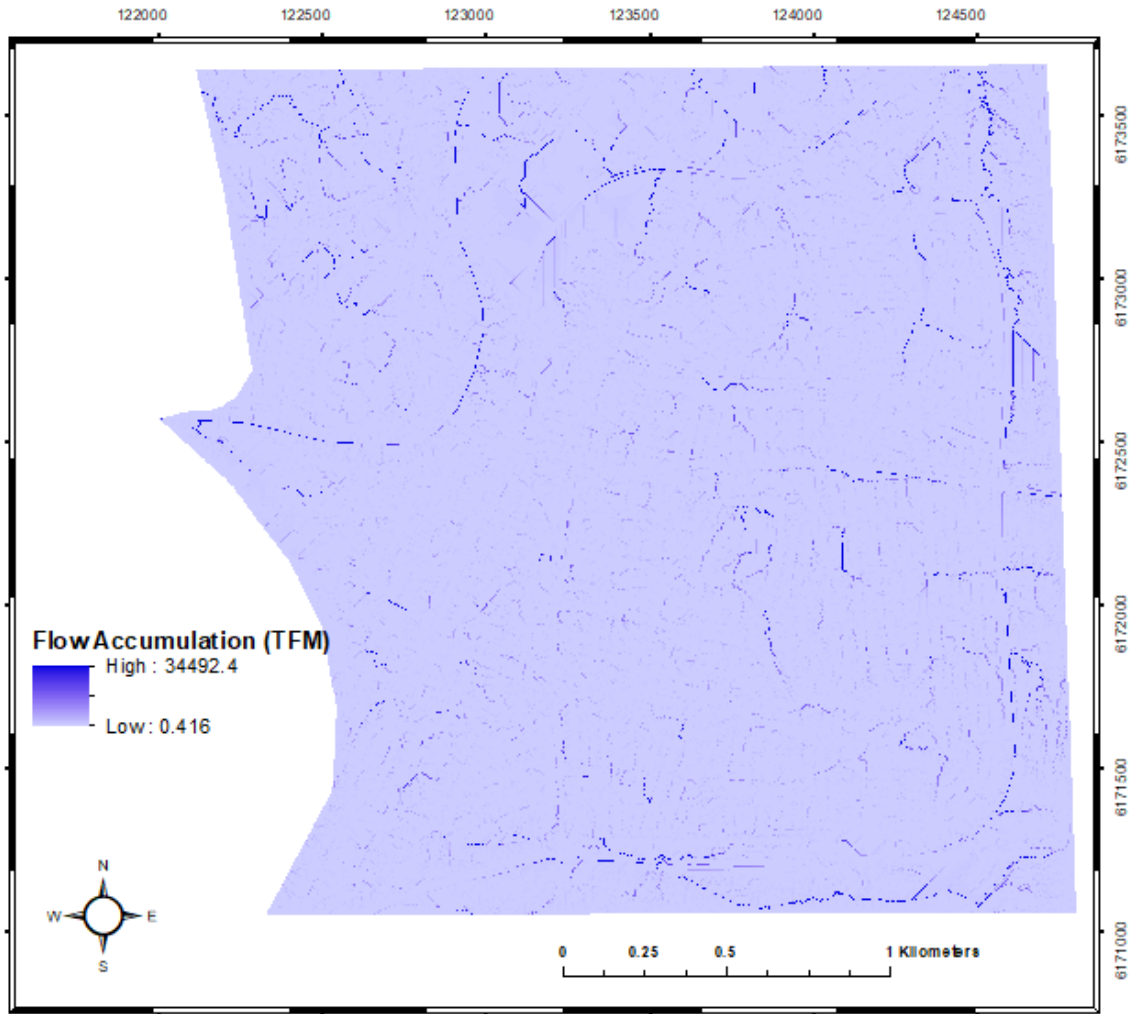 122000 122500 123000 123500 124000 124500
6173500
6173000
6172500
6172000
6171500
6171000
Flow Accumulation (TFM)
High : 34492.4
Low : 0.416
N
W E
S
0 0.25 0.5 1 Kilometers